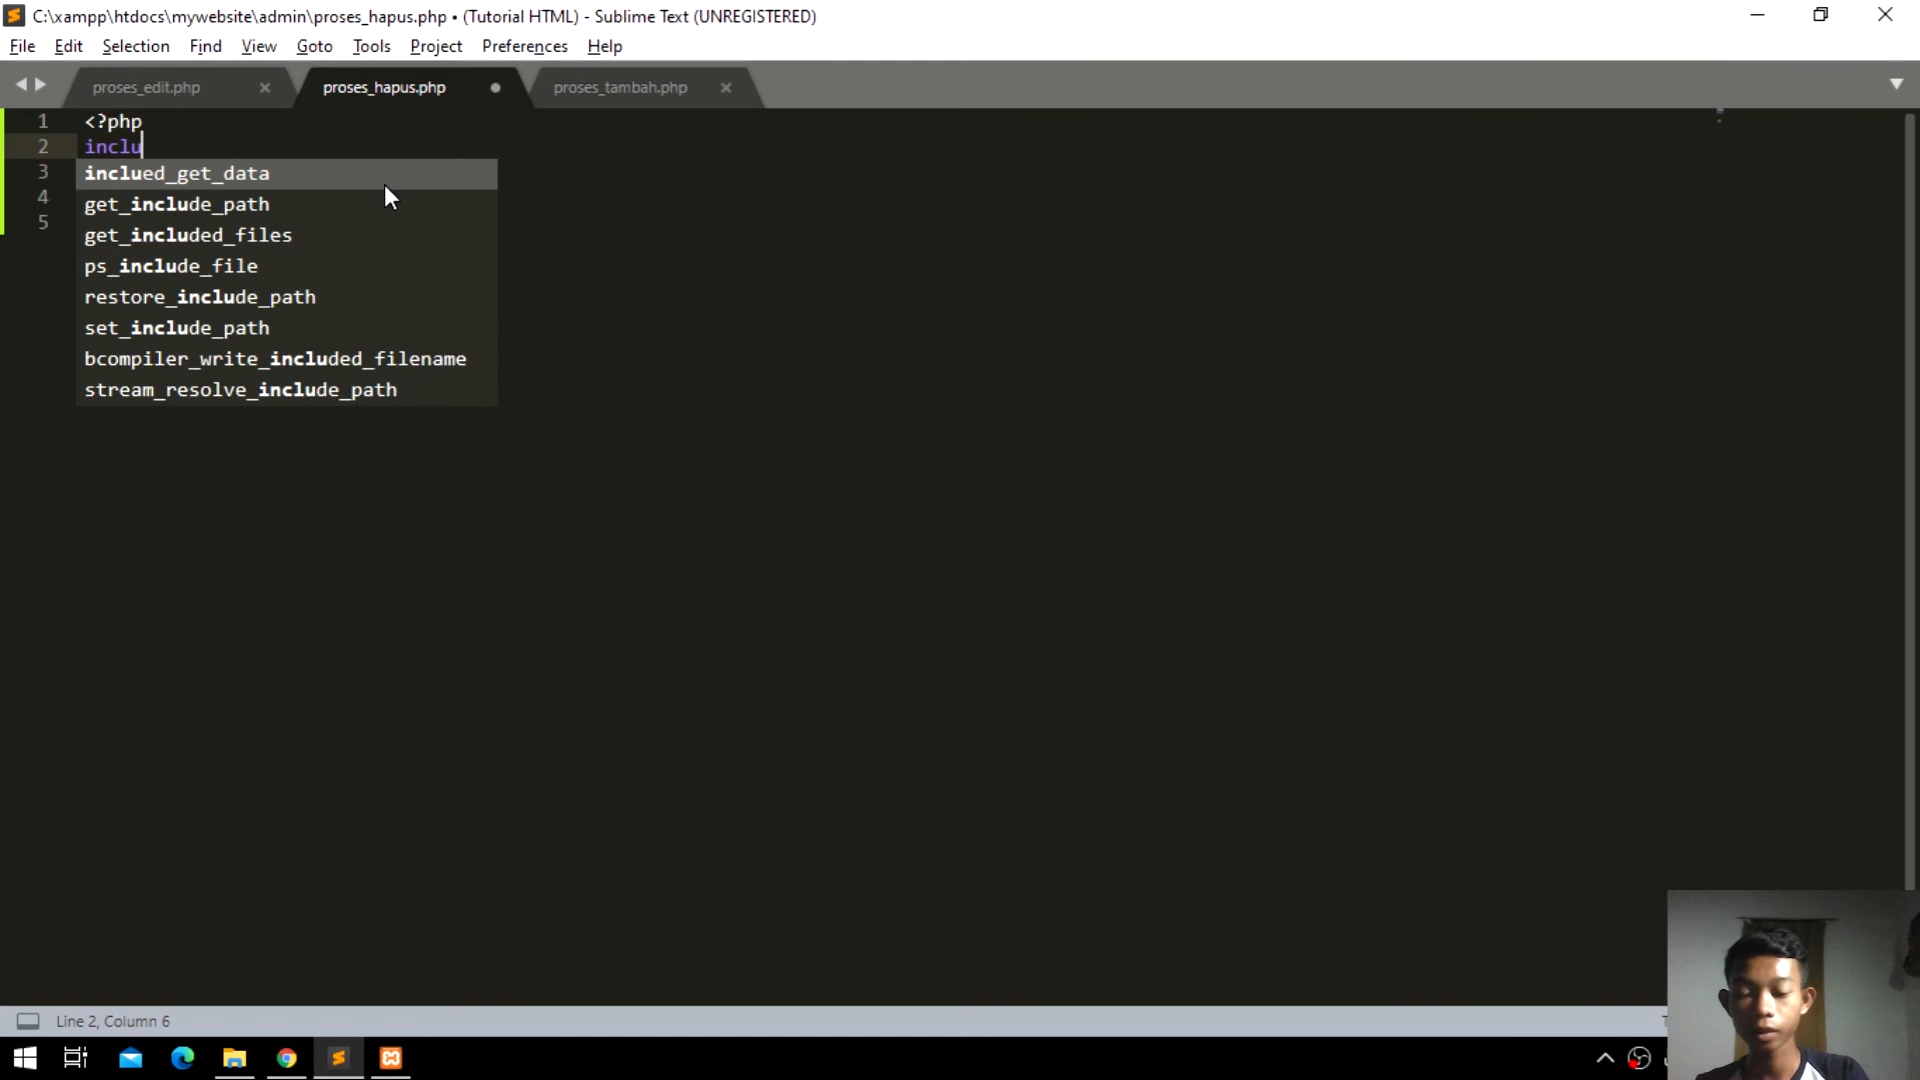 C:\xampp\htdocs\mywebsite\admin\proses_hapus.php • (Tutorial HTML) - Sublime Text (UNREGISTERED)
File Edit Selection Find View Goto Tools Project Preferences Help
proses_edit.php proses_hapus.php proses_tambah.php
1 <?php
2 inclu
3 inclued_get_data
4 get_include_path
5 get_included_files
ps_include_file
restore_include_path
set_include_path
bcompiler_write_included_filename
stream_resolve_include_path
Line 2, Column 6